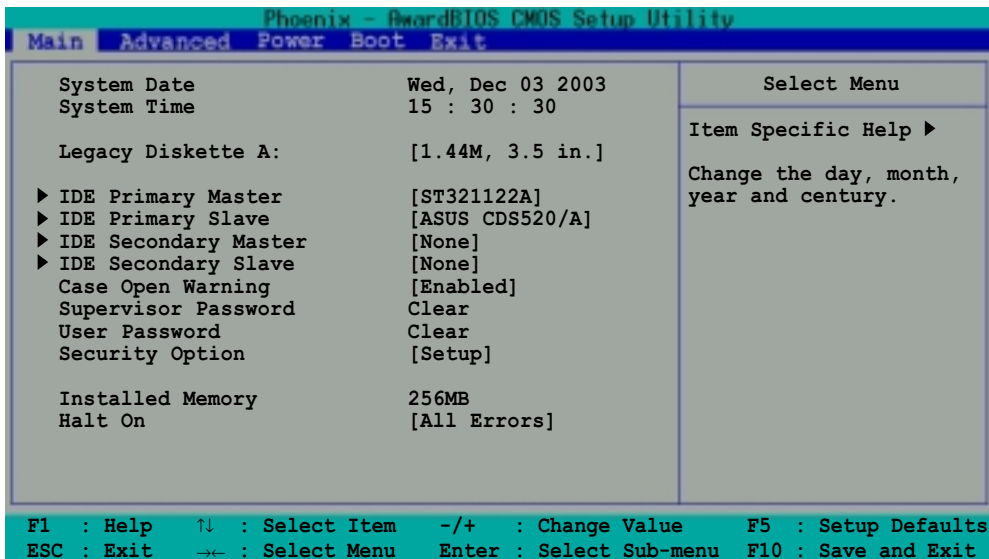 Phoenix - AwardBIOS CMOS Setup Utility
Main Advanced Power Boot Exit
System Date Wed, Dec 03 2003
System Time 15 : 30 : 30
Legacy Diskette A: [1.44M, 3.5 in.]
▶ IDE Primary Master [ST321122A]
▶ IDE Primary Slave [ASUS CDS520/A]
▶ IDE Secondary Master [None]
▶ IDE Secondary Slave [None]
Case Open Warning [Enabled]
Supervisor Password Clear
User Password Clear
Security Option [Setup]
Installed Memory 256MB
Halt On [All Errors]
Select Menu
Item Specific Help ▶
Change the day, month,
year and century.
F1 : Help ↑↓ : Select Item -/+ : Change Value F5 : Setup Defaults
ESC : Exit →← : Select Menu Enter : Select Sub-menu F10 : Save and Exit